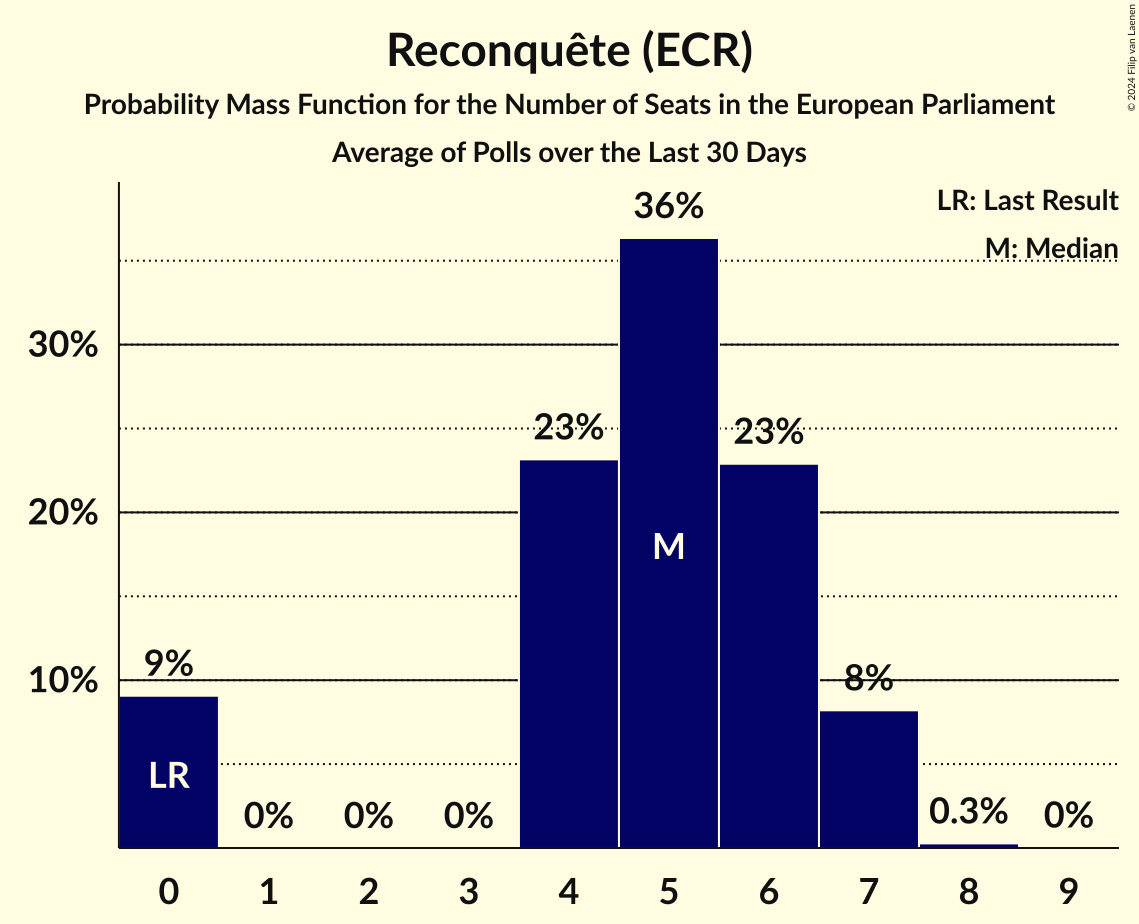 Reconquête (ECR)
Probability Mass Function for the Number of Seats in the European Parliament
Average of Polls over the Last 30 Days
© 2024 Filip van Laenen
LR: Last Result
M: Median
30%
20%
10%
9%
0%
0%
0%
23%
36%
23%
8%
0.3%
0%
LR
M
0 1 2 3 4 5 6 7 8 9